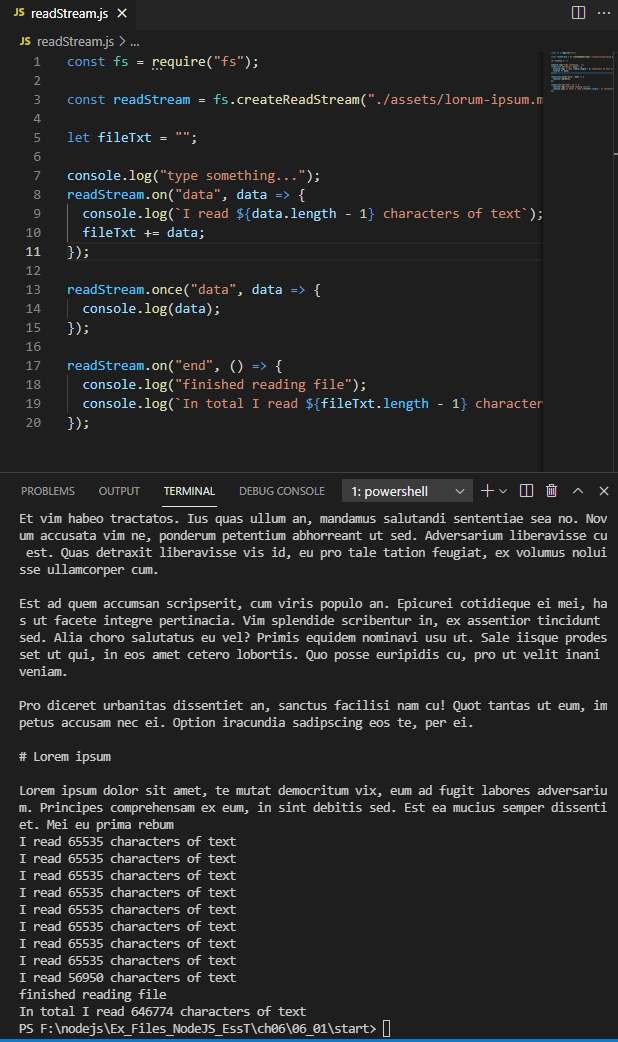 JS readStream.js ×
JS readStream.js > ...
1 const fs = require("fs");
2
3 const readStream = fs.createReadStream("./assets/lorum-ipsum.m
4
5 let fileTxt = "";
6
7 console.log("type something...");
8 readStream.on("data", data => {
9 console.log(`I read ${data.length - 1} characters of text`);
10 fileTxt += data;
11 });
12
13 readStream.once("data", data => {
14 console.log(data);
15 });
16
17 readStream.on("end", () => {
18 console.log("finished reading file");
19 console.log(`In total I read ${fileTxt.length - 1} character
20 });
PROBLEMS OUTPUT TERMINAL DEBUG CONSOLE 1: powershell
Et vim habeo tractatos. Ius quas ullum an, mandamus salutandi sententiae sea no. Nov
um accusata vim ne, ponderum petentium abhorreant ut sed. Adversarium liberavisse cu
est. Quas detraxit liberavisse vis id, eu pro tale tation feugiat, ex volumus nolui
sse ullamcorper cum.
Est ad quem accumsan scripserit, cum viris populo an. Epicurei cotidieque ei mei, ha
s ut facete integre pertinacia. Vim splendide scribentur in, ex assentior tincidunt
sed. Alia choro salutatus eu vel? Primis equidem nominavi usu ut. Sale iisque prodes
set ut qui, in eos amet cetero lobortis. Quo posse euripidis cu, pro ut velit inani
veniam.
Pro diceret urbanitas dissentiet an, sanctus facilisi nam cu! Quot tantas ut eum, im
petus accusam nec ei. Option iracundia sadipscing eos te, per ei.
# Lorem ipsum
Lorem ipsum dolor sit amet, te mutat democritum vix, eum ad fugit labores adversariu
m. Principes comprehensam ex eum, in sint debitis sed. Est ea mucius semper dissenti
et. Mei eu prima rebum
I read 65535 characters of text
I read 65535 characters of text
I read 65535 characters of text
I read 65535 characters of text
I read 65535 characters of text
I read 65535 characters of text
I read 65535 characters of text
I read 65535 characters of text
I read 56950 characters of text
finished reading file
In total I read 646774 characters of text
PS F:\nodejs\Ex_Files_NodeJS_EssT\ch06\06_01\start>